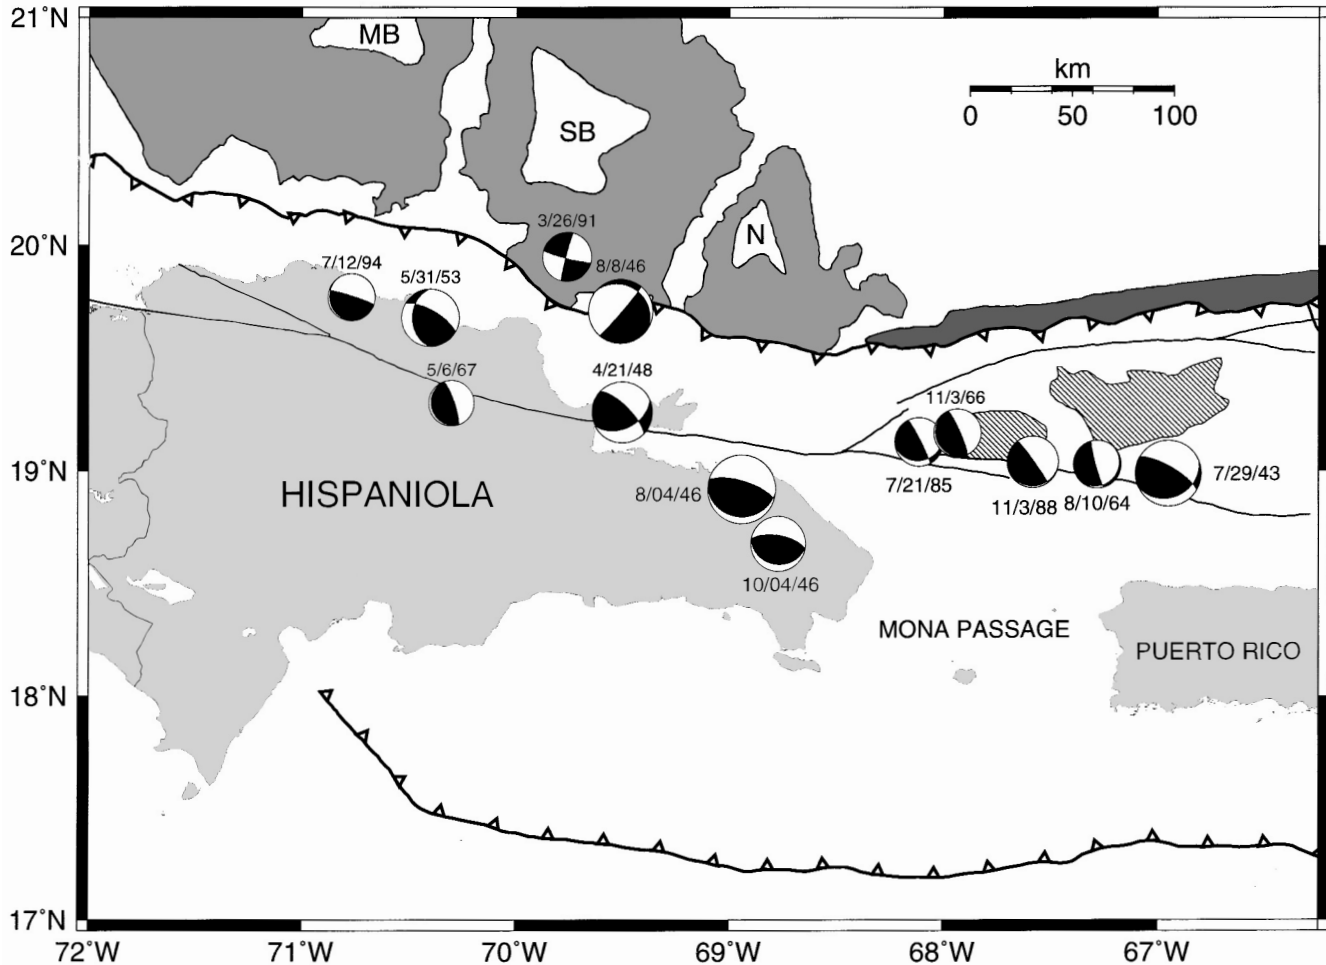 21°N
MB
km
0 50 100
SB
3/26/91
N
20°N
7/12/94
5/31/53
8/8/46
5/6/67
4/21/48
11/3/66
19°N
HISPANIOLA
8/04/46
7/21/85
11/3/88
8/10/64
7/29/43
10/04/46
MONA PASSAGE
PUERTO RICO
18°N
17°N
72°W 71°W 70°W 69°W 68°W 67°W